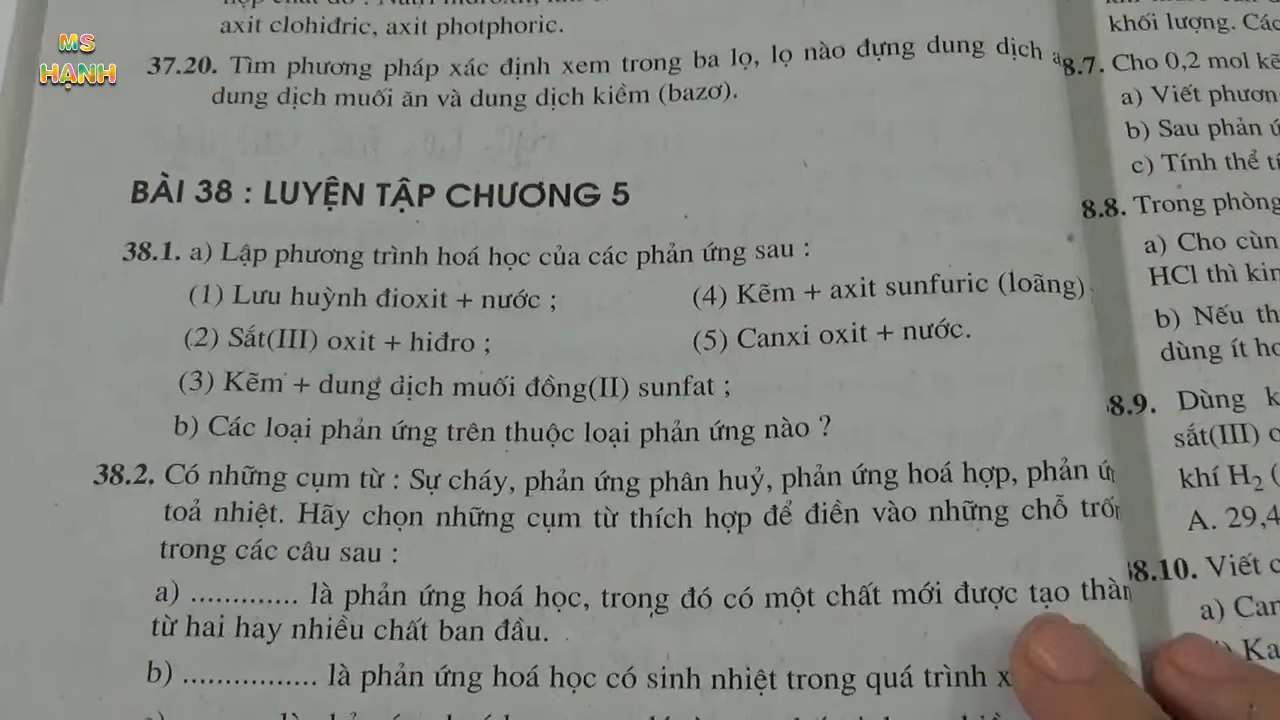 MS
HẠNH
axit clohiđric, axit photphoric.
37.20. Tìm phương pháp xác định xem trong ba lọ, lọ nào đựng dung dịch a
dung dịch muối ăn và dung dịch kiềm (bazơ).
BÀI 38 : LUYỆN TẬP CHƯƠNG 5
38.1. a) Lập phương trình hoá học của các phản ứng sau :
(1) Lưu huỳnh đioxit + nước ;
(4) Kẽm + axit sunfuric (loãng)
(2) Sắt(III) oxit + hiđro ;
(5) Canxi oxit + nước.
(3) Kẽm + dung dịch muối đồng(II) sunfat ;
b) Các loại phản ứng trên thuộc loại phản ứng nào ?
38.2. Có những cụm từ : Sự cháy, phản ứng phân huỷ, phản ứng hoá hợp, phản ứ
toả nhiệt. Hãy chọn những cụm từ thích hợp để điền vào những chỗ trốn
trong các câu sau :
a) ............. là phản ứng hoá học, trong đó có một chất mới được tạo thàn
từ hai hay nhiều chất ban đầu.
b) ................ là phản ứng hoá học có sinh nhiệt trong quá trình x
khối lượng. Các
8.7. Cho 0,2 mol kẽ
a) Viết phươn
b) Sau phản ứ
c) Tính thể tí
8.8. Trong phòng
a) Cho cùn
HCl thì kin
b) Nếu th
dùng ít hơ
8.9. Dùng k
sắt(III) o
khí H₂ (
A. 29,4
38.10. Viết c
a) Can
Ka